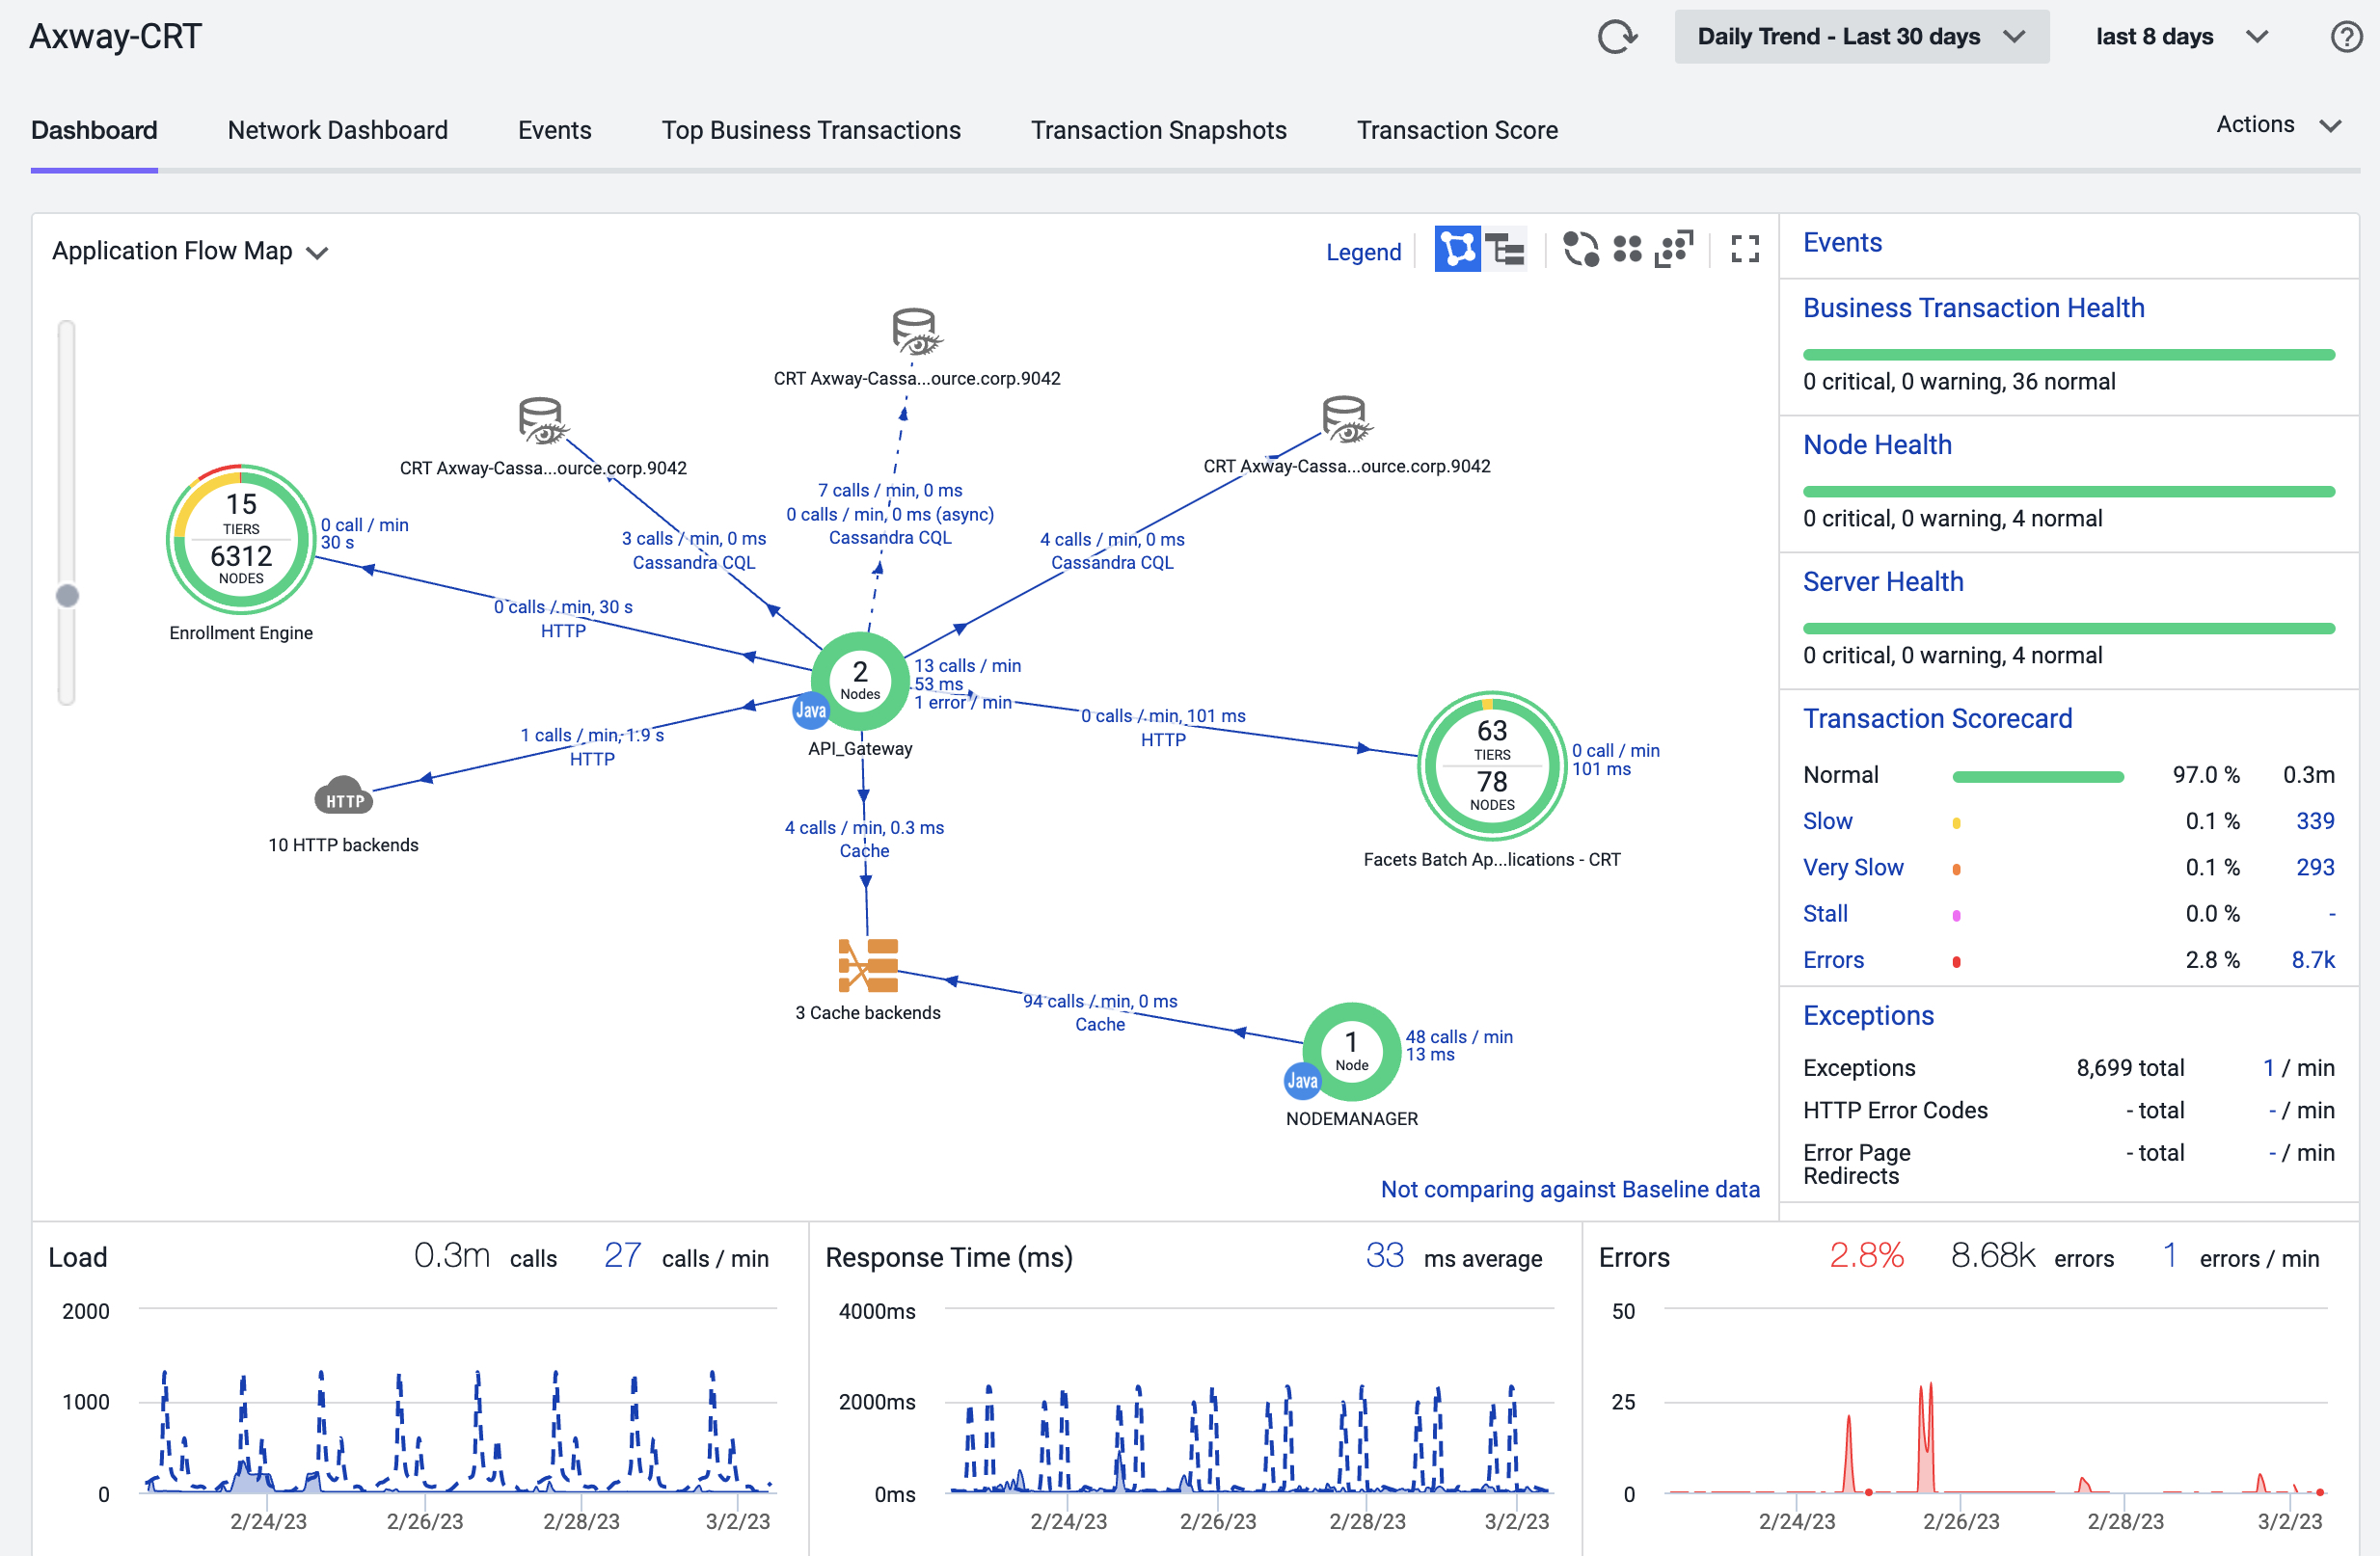 Axway-CRT
Daily Trend - Last 30 days
last 8 days
Dashboard
Network Dashboard
Events
Top Business Transactions
Transaction Snapshots
Transaction Score
Actions
Application Flow Map
Legend
CRT Axway-Cassa...ource.corp.9042
CRT Axway-Cassa...ource.corp.9042
CRT Axway-Cassa...ource.corp.9042
7 calls / min, 0 ms
0 calls / min, 0 ms (async)
Cassandra CQL
3 calls / min, 0 ms
Cassandra CQL
4 calls / min, 0 ms
Cassandra CQL
15
TIERS
6312
NODES
0 call / min
30 s
Enrollment Engine
0 calls / min, 30 s
HTTP
2
Nodes
Java
API_Gateway
13 calls / min
53 ms
1 error / min
0 calls / min, 101 ms
HTTP
63
TIERS
78
NODES
0 call / min
101 ms
Facets Batch Ap...lications - CRT
1 calls / min, 1.9 s
HTTP
HTTP
10 HTTP backends
4 calls / min, 0.3 ms
Cache
3 Cache backends
94 calls / min, 0 ms
Cache
1
Node
Java
48 calls / min
13 ms
NODEMANAGER
Not comparing against Baseline data
Events
Business Transaction Health
0 critical, 0 warning, 36 normal
Node Health
0 critical, 0 warning, 4 normal
Server Health
0 critical, 0 warning, 4 normal
Transaction Scorecard
Normal 97.0 % 0.3m
Slow 0.1 % 339
Very Slow 0.1 % 293
Stall 0.0 % -
Errors 2.8 % 8.7k
Exceptions
Exceptions 8,699 total 1 / min
HTTP Error Codes - total - / min
Error Page - total - / min
Redirects
Load 0.3m calls 27 calls / min
2000
1000
0
2/24/23 2/26/23 2/28/23 3/2/23
Response Time (ms) 33 ms average
4000ms
2000ms
0ms
2/24/23 2/26/23 2/28/23 3/2/23
Errors 2.8% 8.68k errors 1 errors / min
50
25
0
2/24/23 2/26/23 2/28/23 3/2/23